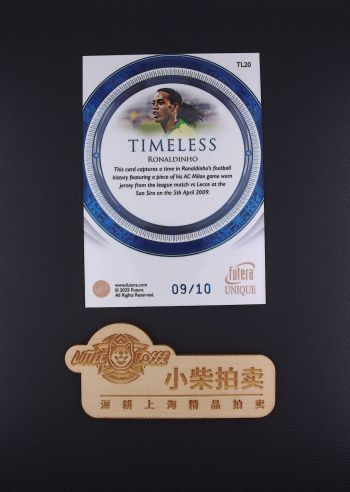 TL20
TIMELESS
RONALDINHO
This card captures a time in Ronaldinho's football
history featuring a piece of his AC Milan game worn
jersey from the league match vs Lecce at the
San Siro on the 5th April 2009.
www.futera.com
© 2025 Futera
All Rights Reserved.
09/10
futera
UNIQUE
小柴拍卖
深耕上海精品拍卖